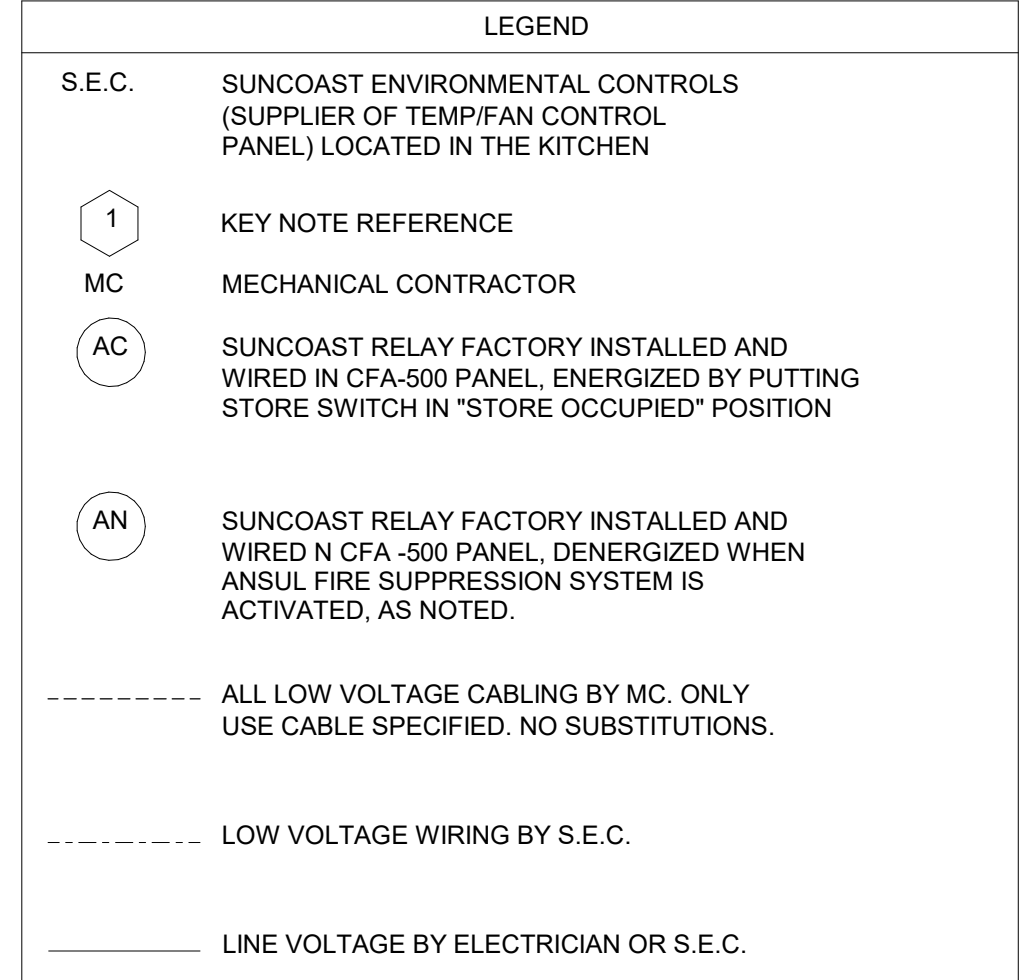 LEGEND
S.E.C. SUNCOAST ENVIRONMENTAL CONTROLS
(SUPPLIER OF TEMP/FAN CONTROL
PANEL) LOCATED IN THE KITCHEN
1 KEY NOTE REFERENCE
MC MECHANICAL CONTRACTOR
AC SUNCOAST RELAY FACTORY INSTALLED AND
WIRED IN CFA-500 PANEL, ENERGIZED BY PUTTING
STORE SWITCH IN "STORE OCCUPIED" POSITION
AN SUNCOAST RELAY FACTORY INSTALLED AND
WIRED N CFA -500 PANEL, DENERGIZED WHEN
ANSUL FIRE SUPPRESSION SYSTEM IS
ACTIVATED, AS NOTED.
ALL LOW VOLTAGE CABLING BY MC. ONLY
USE CABLE SPECIFIED. NO SUBSTITUTIONS.
LOW VOLTAGE WIRING BY S.E.C.
LINE VOLTAGE BY ELECTRICIAN OR S.E.C.